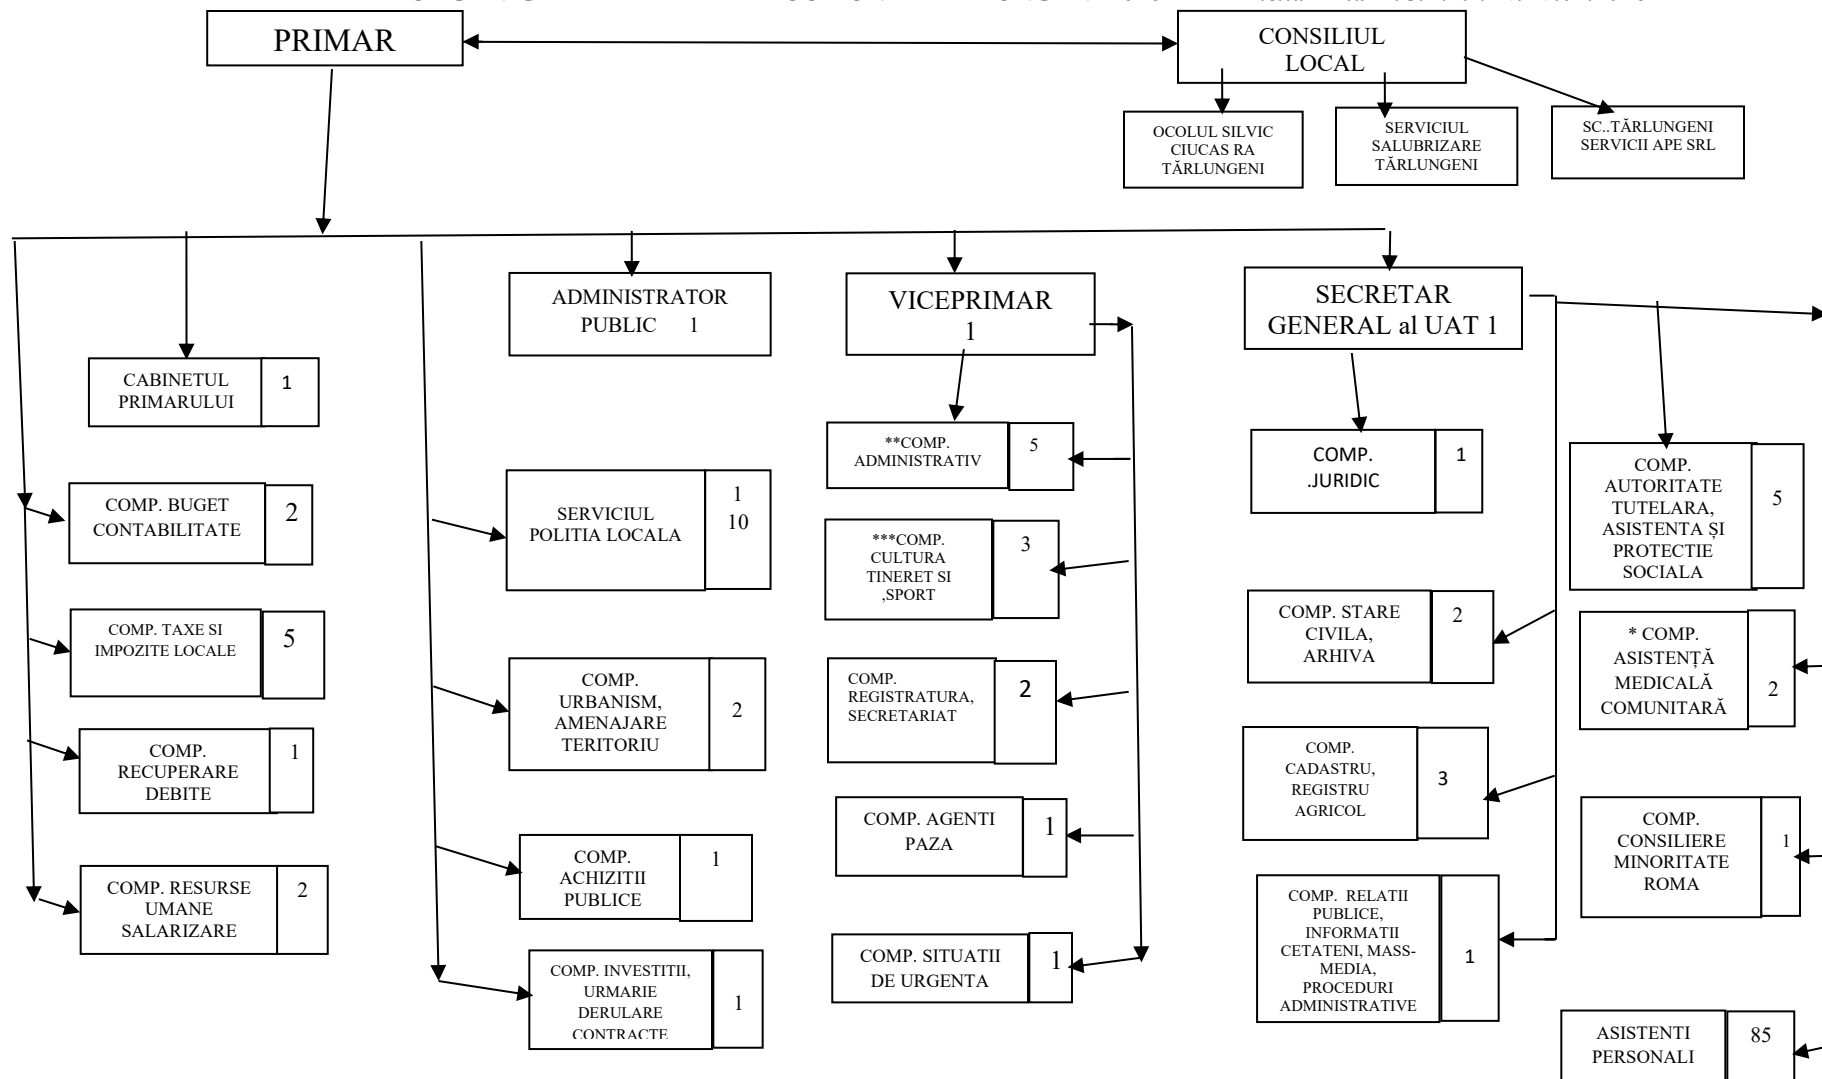 PRIMAR
CONSILIUL
LOCAL
OCOLUL SILVIC
CIUCAS RA
TĂRLUNGENI
SERVICIUL
SALUBRIZARE
TĂRLUNGENI
SC..TĂRLUNGENI
SERVICII APE SRL
ADMINISTRATOR
PUBLIC 1
VICEPRIMAR
1
SECRETAR
GENERAL al UAT 1
CABINETUL
PRIMARULUI
1
COMP. BUGET
CONTABILITATE
2
COMP. TAXE SI
IMPOZITE LOCALE
5
COMP.
RECUPERARE
DEBITE
1
COMP. RESURSE
UMANE
SALARIZARE
2
SERVICIUL
POLITIA LOCALA
1
10
COMP.
URBANISM,
AMENAJARE
TERITORIU
2
COMP.
ACHIZITII
PUBLICE
1
COMP. INVESTITII,
URMARIE
DERULARE
CONTRACTE
1
**COMP.
ADMINISTRATIV
5
***COMP.
CULTURA
TINERET SI
,SPORT
3
COMP.
REGISTRATURA,
SECRETARIAT
2
COMP. AGENTI
PAZA
1
COMP. SITUATII
DE URGENTA
1
COMP.
.JURIDIC
1
COMP. STARE
CIVILA,
ARHIVA
2
COMP.
CADASTRU,
REGISTRU
AGRICOL
3
COMP. RELATII
PUBLICE,
INFORMATII
CETATENI, MASS-
MEDIA,
PROCEDURI
ADMINISTRATIVE
1
COMP.
AUTORITATE
TUTELARA,
ASISTENTA ȘI
PROTECTIE
SOCIALA
5
* COMP.
ASISTENȚĂ
MEDICALĂ
COMUNITARĂ
2
COMP.
CONSILIERE
MINORITATE
ROMA
1
ASISTENTI
PERSONALI
85